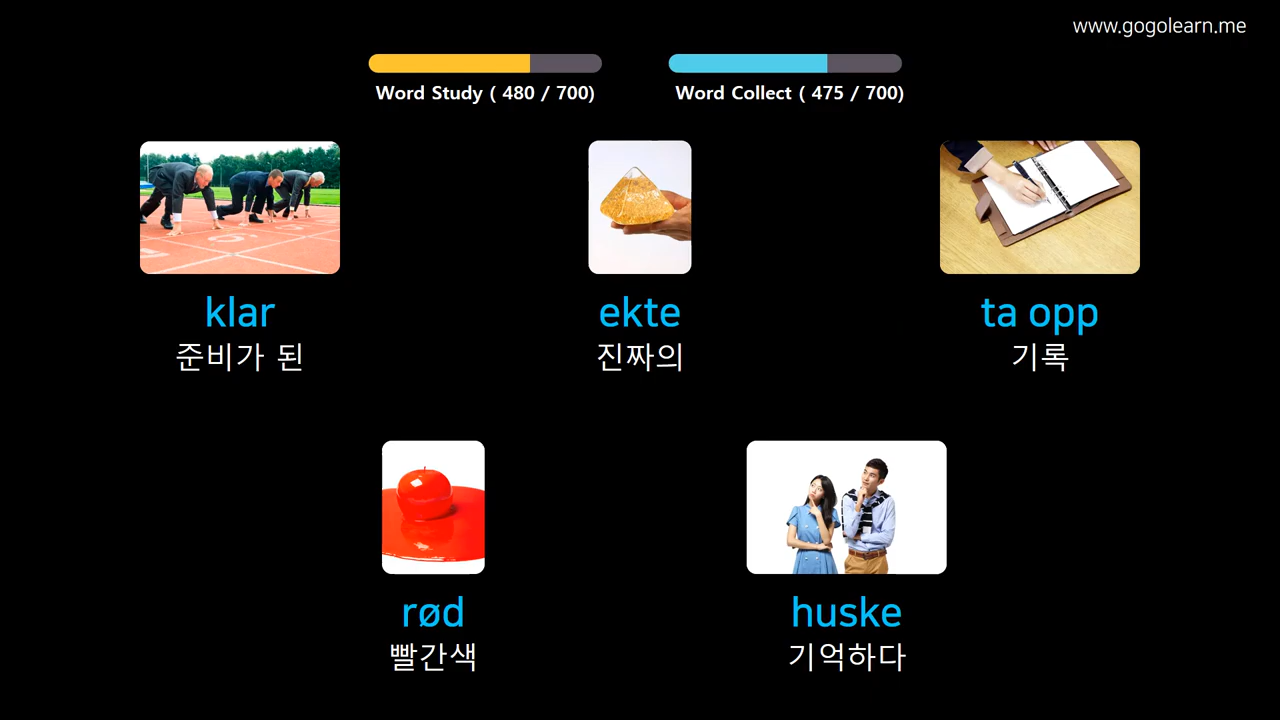 www.gogolearn.me
Word Study ( 480 / 700)
Word Collect ( 475 / 700)
klar
준비가 된
ekte
진짜의
ta opp
기록
rød
빨간색
huske
기억하다